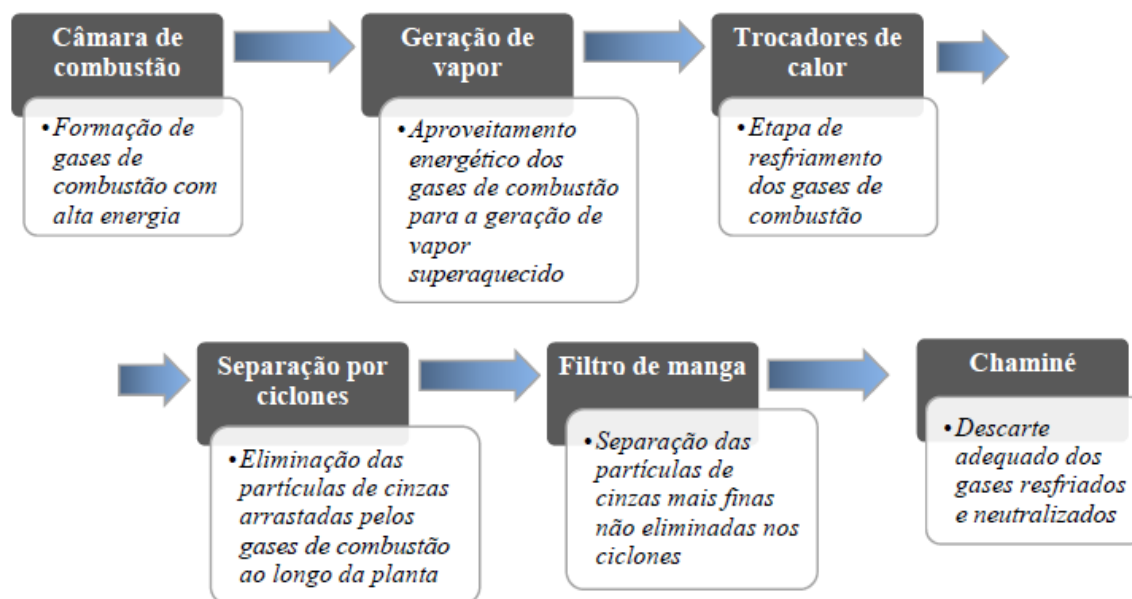 Câmara de
combustão
•Formação de
gases de
combustão com
alta energia
Geração de
vapor
•Aproveitamento
energético dos
gases de combustão
para a geração de
vapor
superaquecido
Trocadores de
calor
•Etapa de
resfriamento
dos gases de
combustão
Separação por
ciclones
•Eliminação das
partículas de cinzas
arrastadas pelos
gases de combustão
ao longo da planta
Filtro de manga
•Separação das
partículas de
cinzas mais finas
não eliminadas nos
ciclones
Chaminé
•Descarte
adequado dos
gases resfriados
e neutralizados